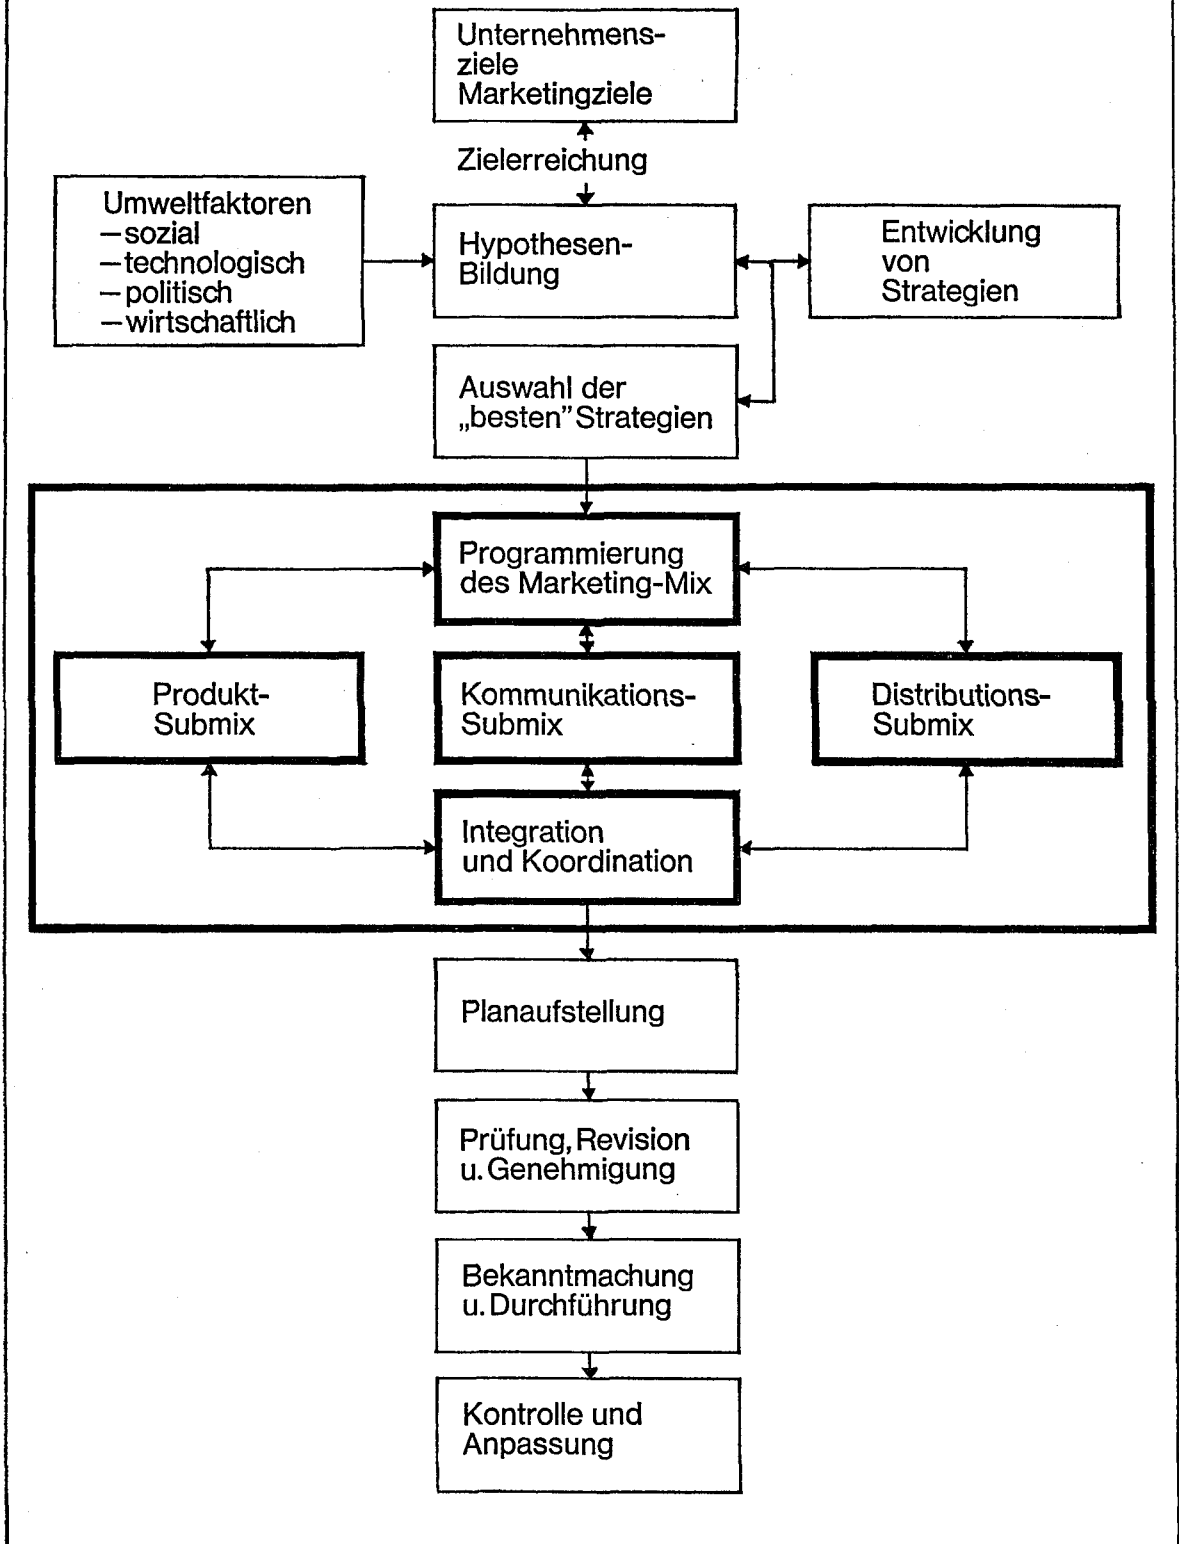 Unternehmens-
ziele
Marketingziele
Zielerreichung
Umweltfaktoren
—sozial
—technologisch
—politisch
—wirtschaftlich
Hypothesen-
Bildung
Entwicklung
von
Strategien
Auswahl der
„besten” Strategien
Programmierung
des Marketing-Mix
Produkt-
Submix
Kommunikations-
Submix
Distributions-
Submix
Integration
und Koordination
Planaufstellung
Prüfung, Revision
u. Genehmigung
Bekanntmachung
u. Durchführung
Kontrolle und
Anpassung